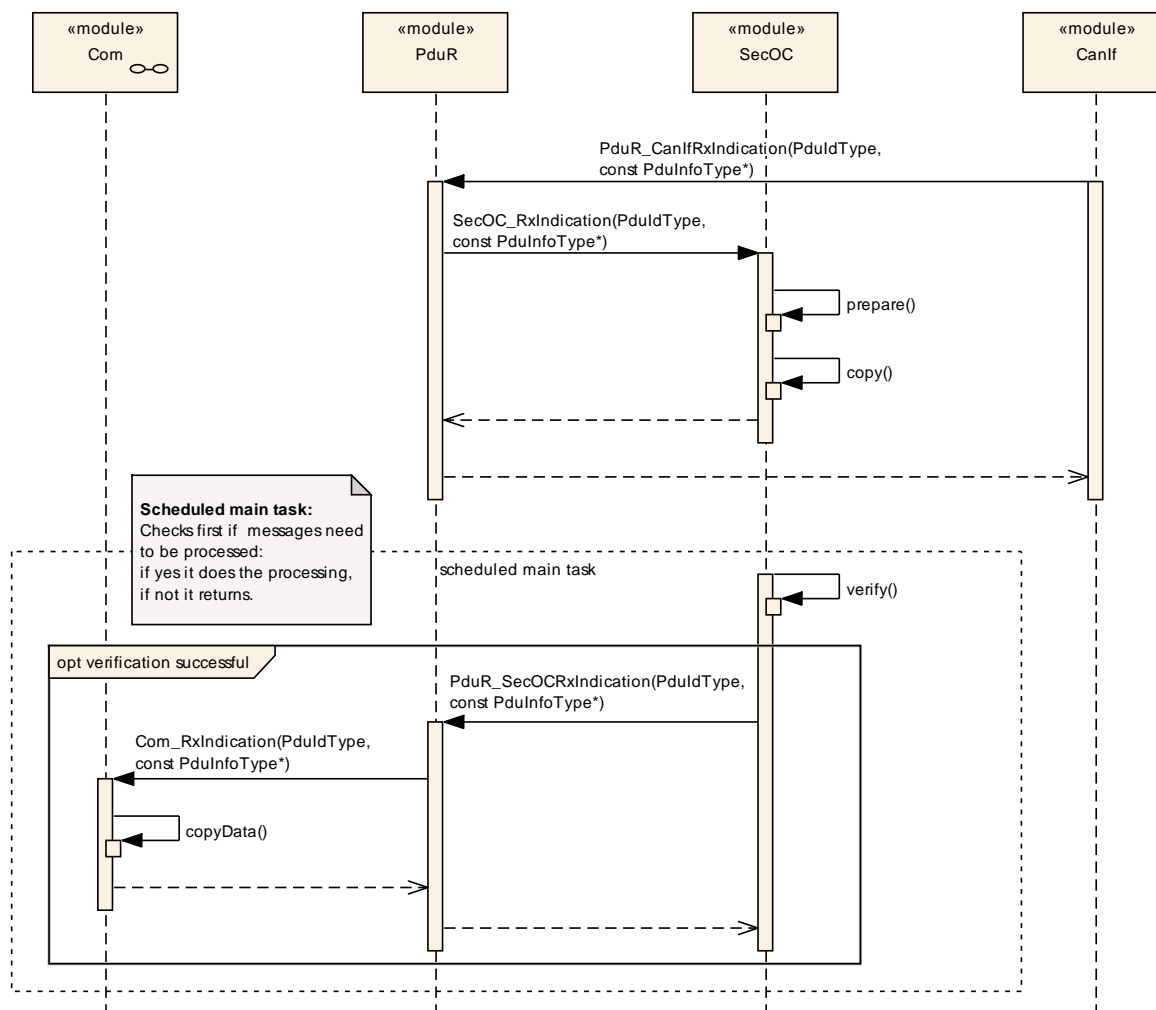 «module»
Com
«module»
PduR
«module»
SecOC
«module»
CanIf
PduR_CanIfRxIndication(PduIdType,
const PduInfoType*)
SecOC_RxIndication(PduIdType,
const PduInfoType*)
prepare()
copy()
Scheduled main task:
Checks first if messages need
to be processed:
if yes it does the processing,
if not it returns.
scheduled main task
verify()
opt verification successful
PduR_SecOCRxIndication(PduIdType,
const PduInfoType*)
Com_RxIndication(PduIdType,
const PduInfoType*)
copyData()